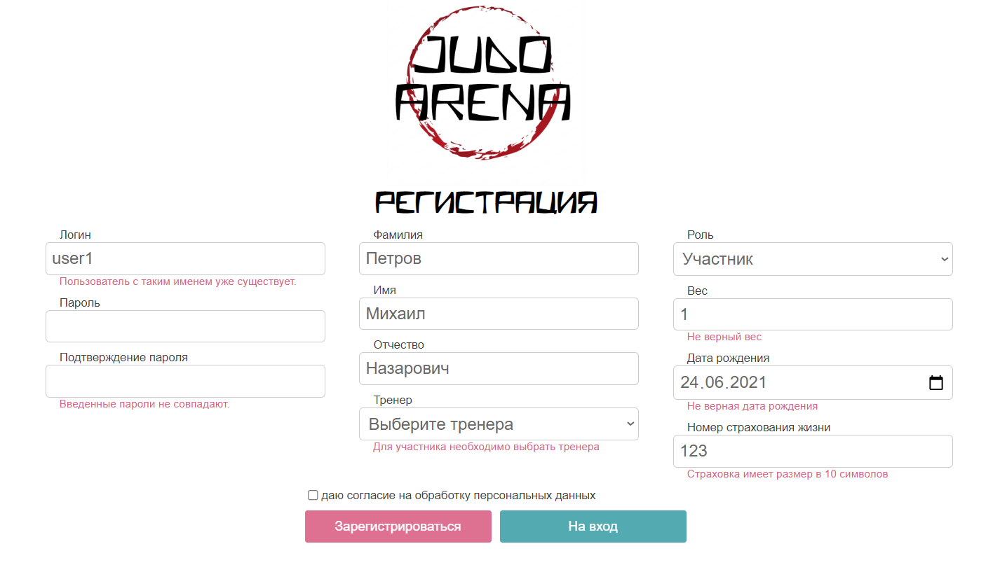 JUDO
ARENA
РЕГИСТРАЦИЯ
Логин
user1
Пользователь с таким именем уже существует.
Пароль
Подтверждение пароля
Введенные пароли не совпадают.
Фамилия
Петров
Имя
Михаил
Отчество
Назарович
Тренер
Выберите тренера
Для участника необходимо выбрать тренера
Роль
Участник
Вес
1
Не верный вес
Дата рождения
24.06.2021
Не верная дата рождения
Номер страхования жизни
123
Страховка имеет размер в 10 символов
даю согласие на обработку персональных данных
Зарегистрироваться
На вход